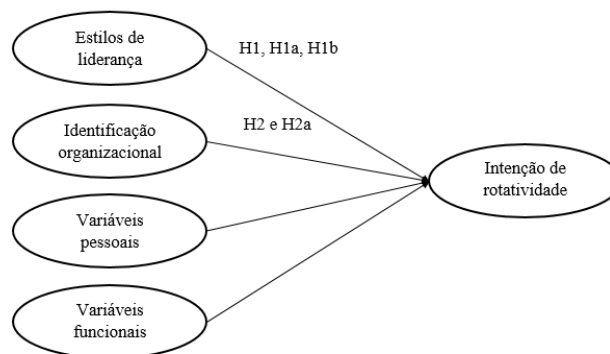 Estilos de
liderança
H1, H1a, H1b
Identificação
organizacional
H2 e H2a
Intenção de
rotatividade
Variáveis
pessoais
Variáveis
funcionais